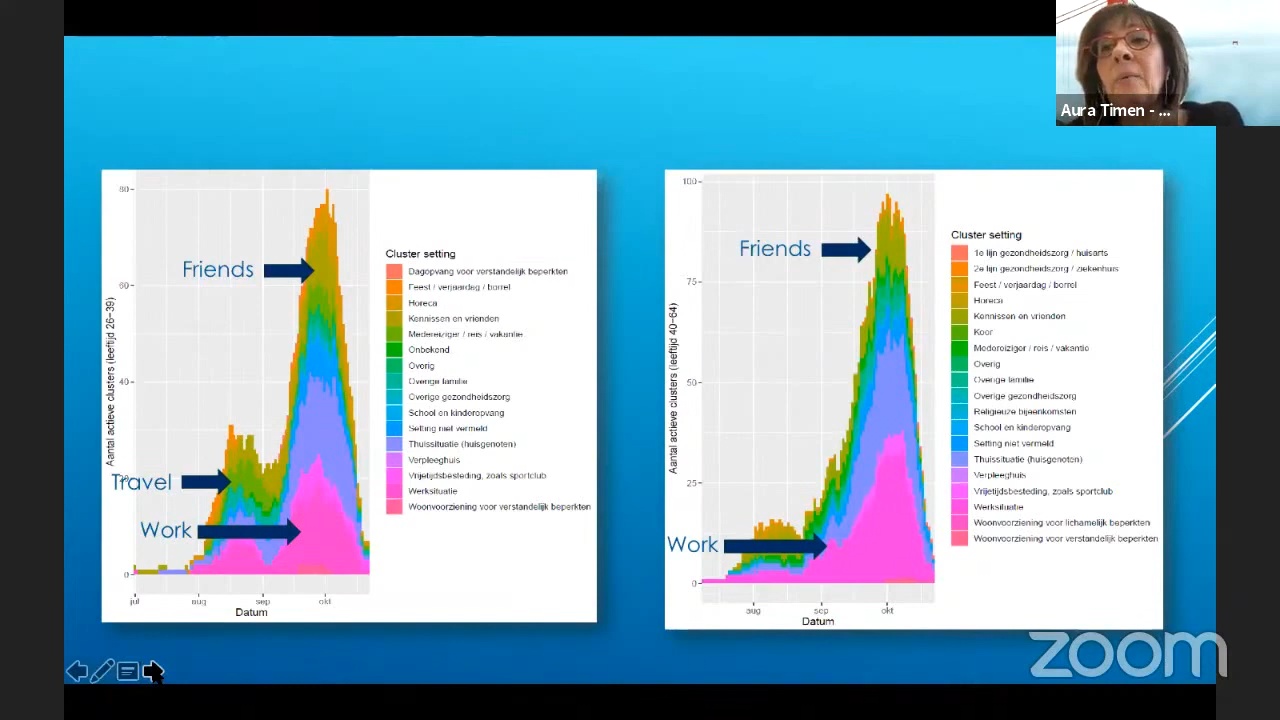 Aura Timen - ...
80
60
40
20
0
Aantal actieve clusters (leeftijd 26-39)
Friends
Travel
Work
jul
aug
sep
okt
Datum
Cluster setting
Dagopvang voor verstandelijk beperkten
Feest / verjaardag / borrel
Horeca
Kennissen en vrienden
Medereiziger / reis / vakantie
Onbekend
Overig
Overige familie
Overige gezondheidszorg
School en kinderopvang
Setting niet vermeld
Thuissituatie (huisgenoten)
Verpleeghuis
Vrijetijdsbesteding, zoals sportclub
Werksituatie
Woonvoorziening voor verstandelijk beperkten
100
75
50
25
0
Aantal actieve clusters (leeftijd 40-64)
Friends
Work
aug
sep
okt
Datum
Cluster setting
1e lijn gezondheidszorg / huisarts
2e lijn gezondheidszorg / ziekenhuis
Feest / verjaardag / borrel
Horeca
Kennissen en vrienden
Koor
Medereiziger / reis / vakantie
Overig
Overige familie
Overige gezondheidszorg
Religieuze bijeenkomsten
School en kinderopvang
Setting niet vermeld
Thuissituatie (huisgenoten)
Verpleeghuis
Vrijetijdsbesteding, zoals sportclub
Werksituatie
Woonvoorziening voor lichamelijk beperkten
Woonvoorziening voor verstandelijk beperkten
zoom